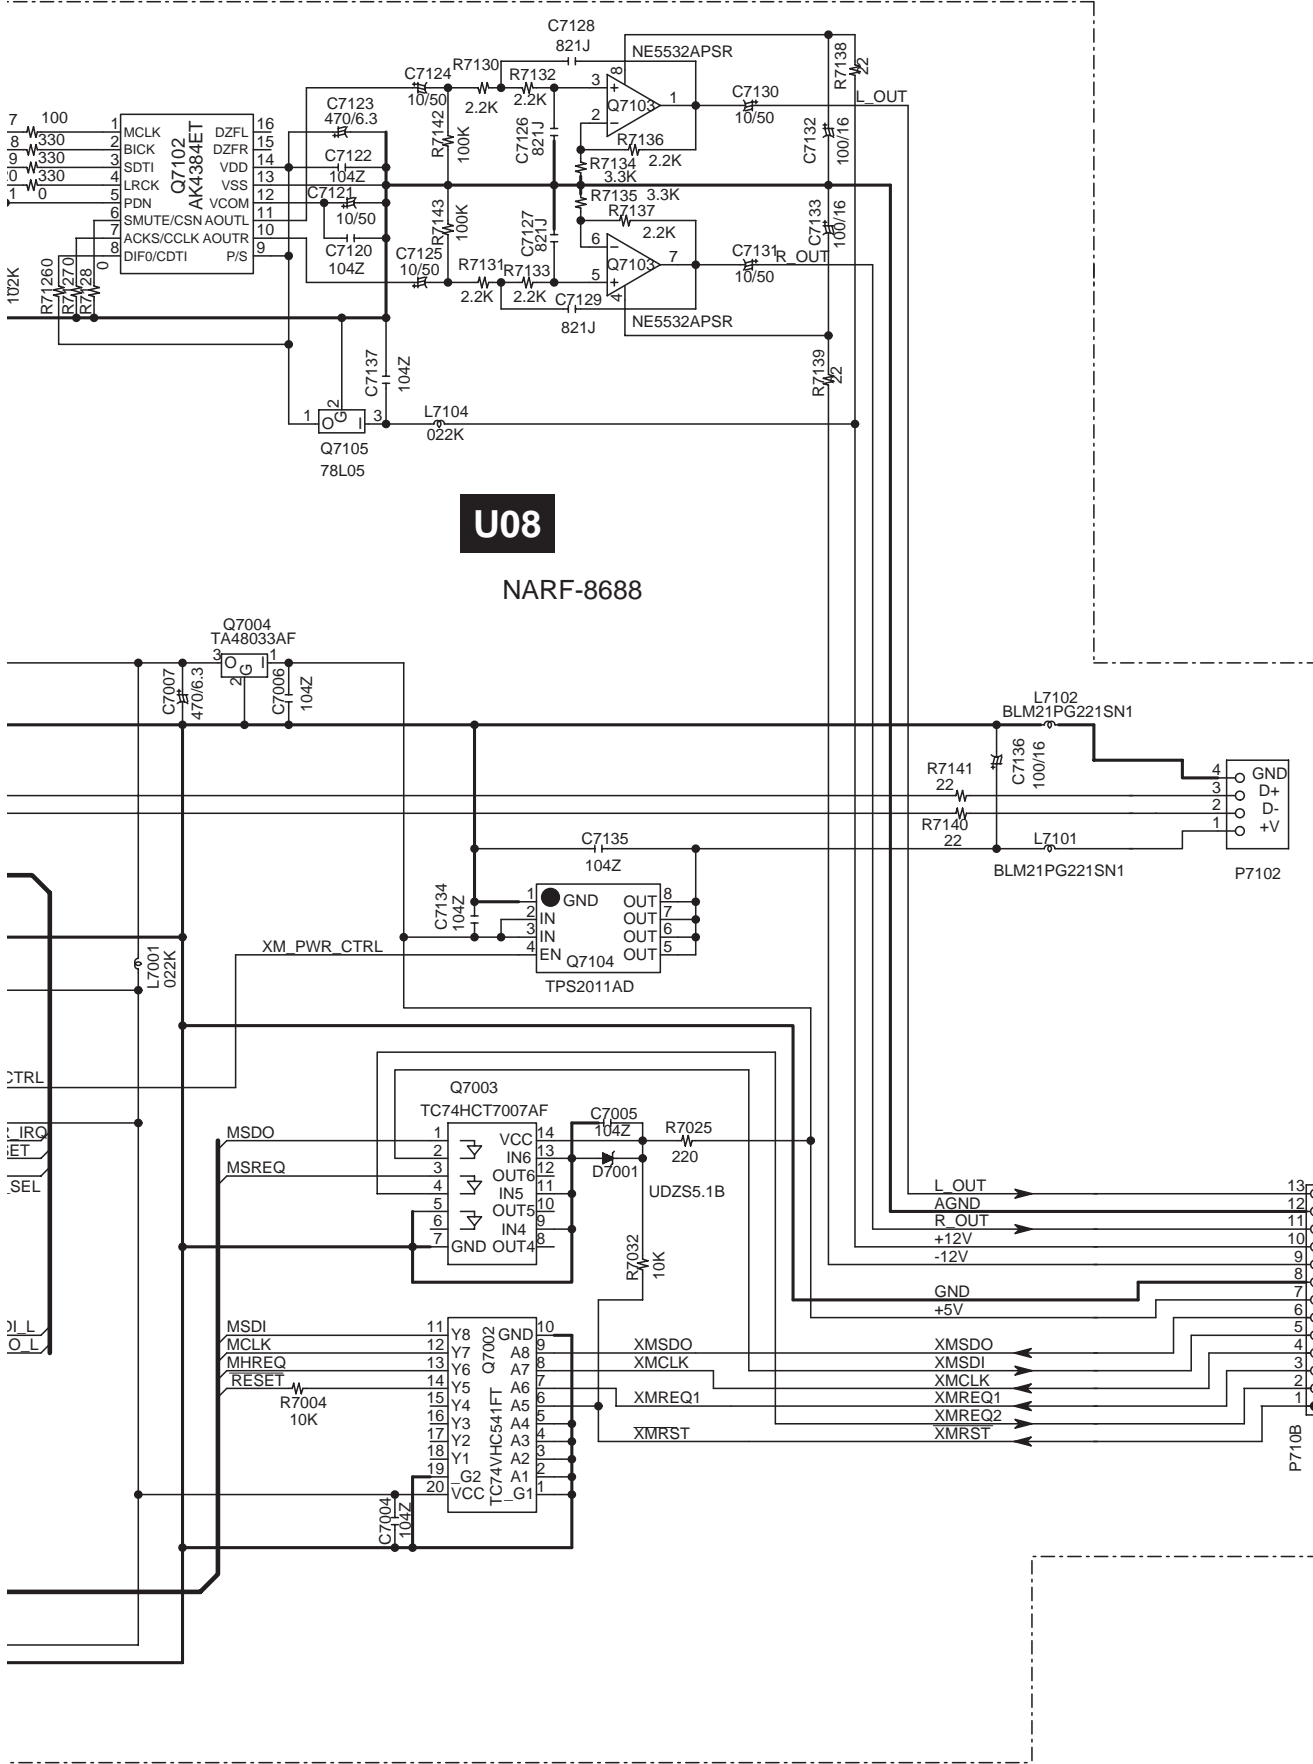 C7128
821J
NE5532APSR
R7130
R7132
C7124
10/50
2.2K
2.2K
C7123
470/6.3
8
3
2
1
Q7103
C7130
10/50
L_OUT
R7138
22
7
100
8
330
9
330
330
1
0
1
2
3
4
5
6
7
8
MCLK
BICK
SDTI
LRCK
PDN
SMUTE/CSN
ACKS/CCLK
DIF0/CDTI
Q7102
AK4384ET
DZFL
DZFR
VDD
VSS
VCOM
AOUTL
AOUTR
P/S
16
15
14
13
12
11
10
9
C7122
104Z
C7121
10/50
C7120
104Z
R7142
100K
R7143
100K
C7126
821J
C7127
821J
R7136
2.2K
R7134
3.3K
R7135
3.3K
R7137
2.2K
C7132
100/16
C7133
100/16
C7125
10/50
R7131
R7133
2.2K
2.2K
6
5
7
4
Q7103
C7131
10/50
R_OUT
C7129
821J
NE5532APSR
102K
R7126
0
R7127
0
R7128
0
C7137
104Z
R7139
22
1
O
G
2
I
3
Q7105
78L05
L7104
022K
U08
NARF-8688
Q7004
TA48033AF
3
O
G
2
I
1
C7007
470/6.3
C7006
104Z
L7102
BLM21PG221SN1
C7136
100/16
R7141
22
R7140
22
4
3
2
1
GND
D+
D-
+V
P7102
L7101
BLM21PG221SN1
C7135
104Z
C7134
104Z
1
2
3
4
GND
IN
IN
EN
OUT
OUT
OUT
OUT
8
7
6
5
Q7104
TPS2011AD
XM_PWR_CTRL
L7001
022K
CTRL
_IRQ
SET
_SEL
Q7003
TC74HCT7007AF
MSDO
MSREQ
1
2
3
4
5
6
7
GND
VCC
IN6
OUT6
IN5
OUT5
IN4
OUT4
14
13
12
11
10
9
8
C7005
104Z
D7001
UDZS5.1B
R7025
220
R7032
10K
L_OUT
AGND
R_OUT
+12V
-12V
GND
+5V
XMSDO
XMSDI
XMCLK
XMREQ1
XMREQ2
XMRST
13
12
11
10
9
8
7
6
5
4
3
2
1
P710B
DI_L
O_L
MSDI
MCLK
MHREQ
RESET
R7004
10K
11
12
13
14
15
16
17
18
19
20
Y8
Y7
Y6
Y5
Y4
Y3
Y2
Y1
_G2
VCC
Q7002
TC74VHC541FT
GND
A8
A7
A6
A5
A4
A3
A2
A1
_G1
10
9
8
7
6
5
4
3
2
1
XMSDO
XMCLK
XMREQ1
XMRST
C7004
104Z